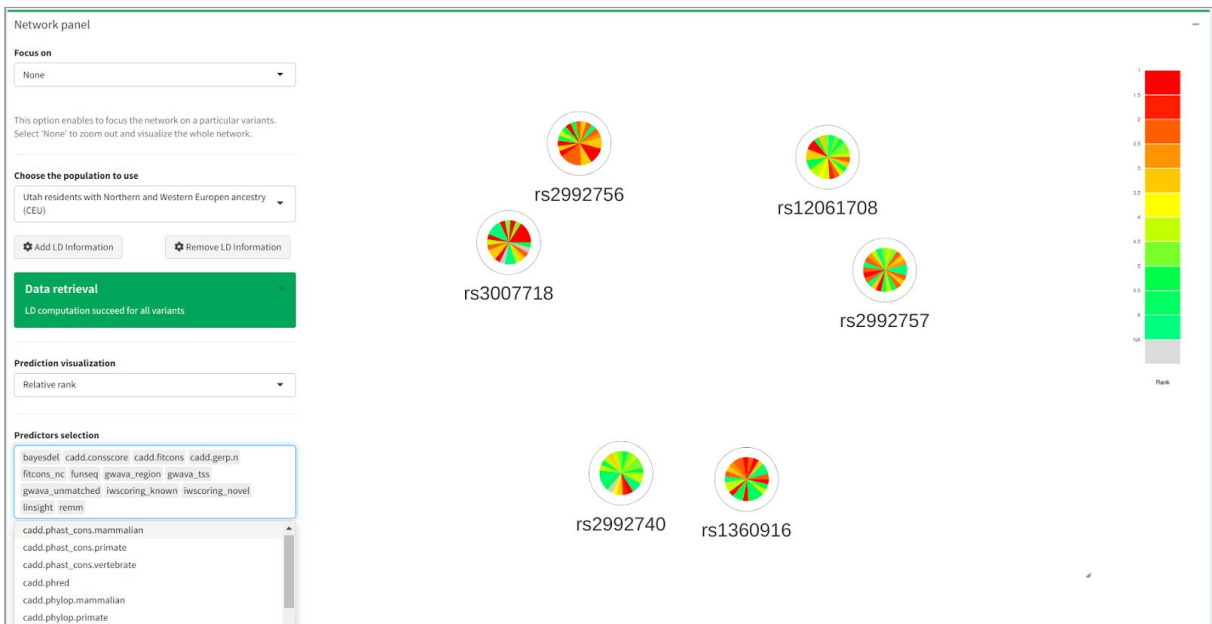 Network panel
Focus on
None
This option enables to focus the network on a particular variants.
Select 'None' to zoom out and visualize the whole network.
Choose the population to use
Utah residents with Northern and Western Europen ancestry
(CEU)
Add LD Information
Remove LD Information
Data retrieval
LD computation succeed for all variants
Prediction visualization
Relative rank
Predictors selection
bayesdel cadd.consscore cadd.fitcons cadd.gerp.n
fitcons_nc funseq gwava_region gwava_tss
gwava_unmatched iwscoring_known iwscoring_novel
linsight remm
cadd.phast_cons.mammalian
cadd.phast_cons.primate
cadd.phast_cons.vertebrate
cadd.phred
cadd.phylop.mammalian
cadd.phylop.primate
rs2992756
rs12061708
rs3007718
rs2992757
rs2992740
rs1360916
1
1.5
2
2.5
3
3.5
4
4.5
5
5.5
6
NA
Rank